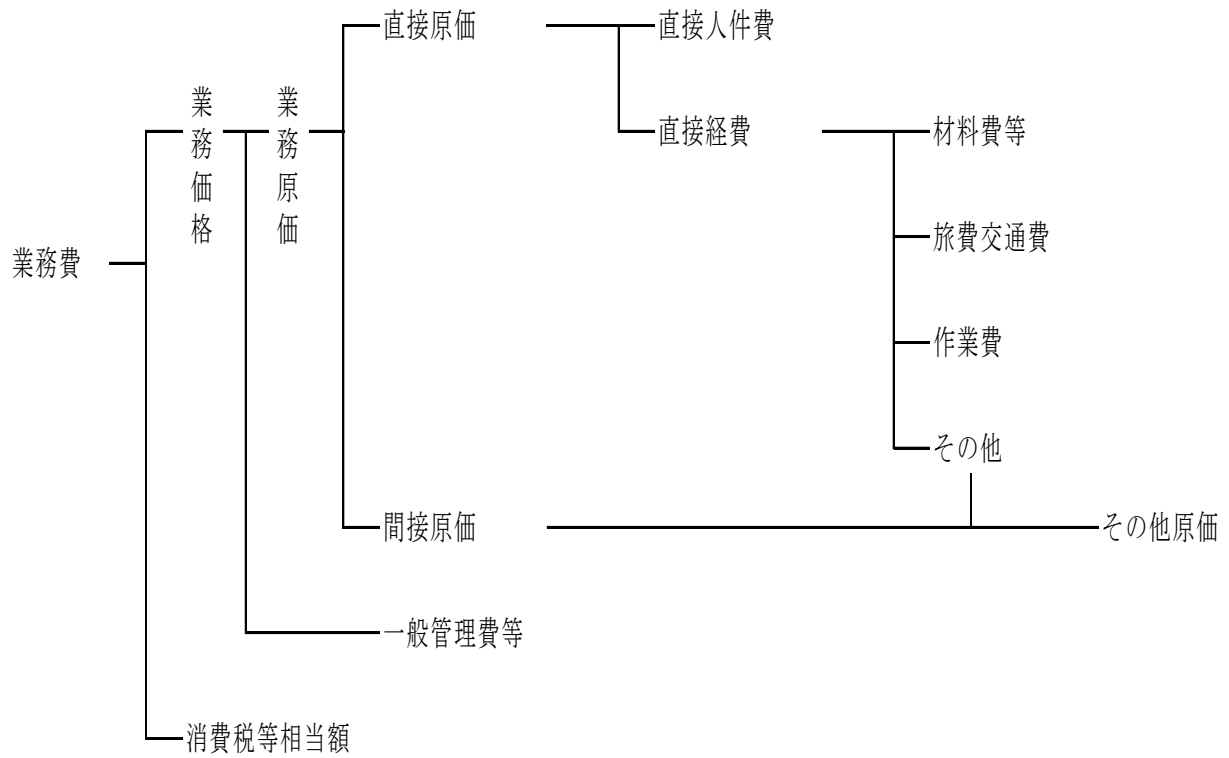 直接原価
直接人件費
業務価格
業務原価
直接経費
材料費等
旅費交通費
業務費
作業費
その他
間接原価
その他原価
一般管理費等
消費税等相当額